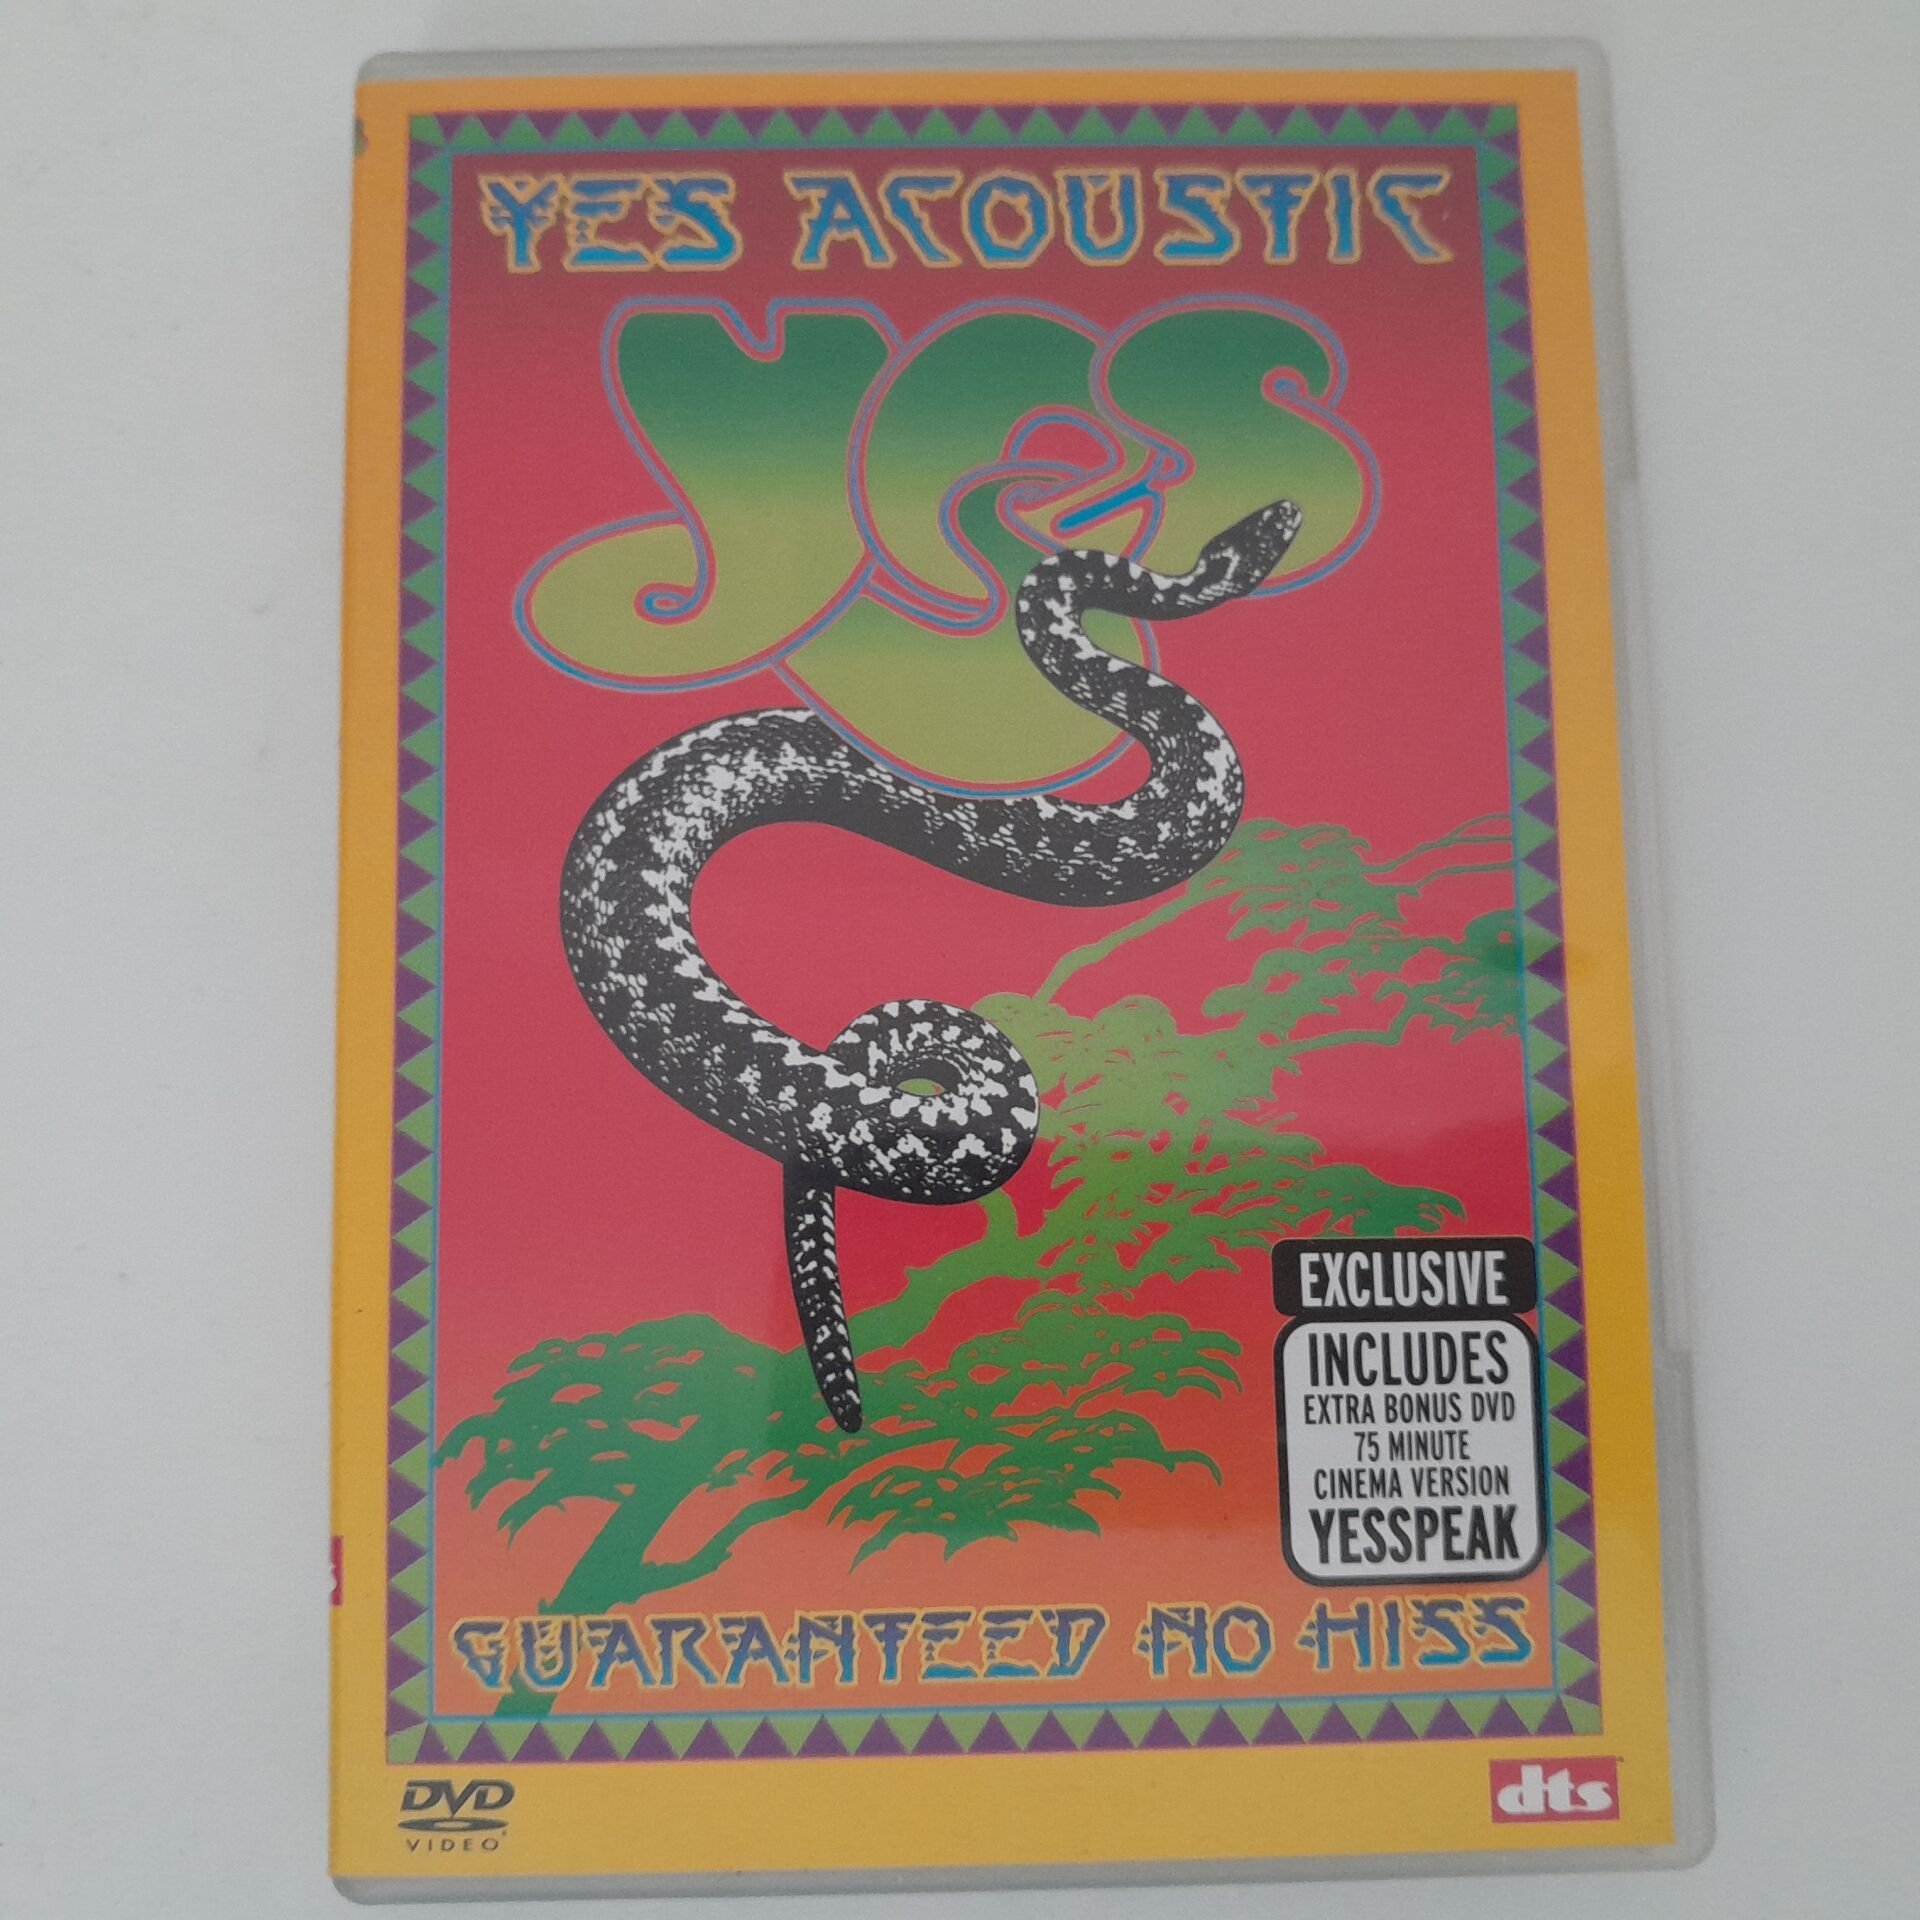 YES ACOUSTIC
YES
EXCLUSIVE
INCLUDES
EXTRA BONUS DVD
75 MINUTE
CINEMA VERSION
YESSPEAK
GUARANTEED NO HISS
DVD
VIDEO
dts